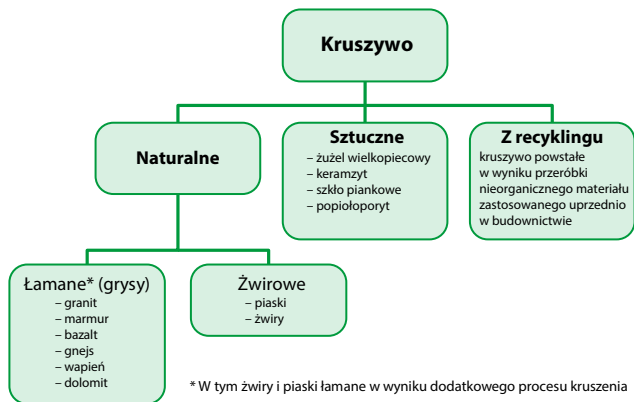 Kruszywo
Naturalne
Sztuczne
– żużel wielkopiecowy
– keramzyt
– szkło piankowe
– popiołoporyt
Z recyklingu
kruszywo powstałe
w wyniku przeróbki
nieorganicznego materiału
zastosowanego uprzednio
w budownictwie
Łamane* (grysy)
– granit
– marmur
– bazalt
– gnejs
– wapień
– dolomit
Żwirowe
– piaski
– żwiry
* W tym żwiry i piaski łamane w wyniku dodatkowego procesu kruszenia